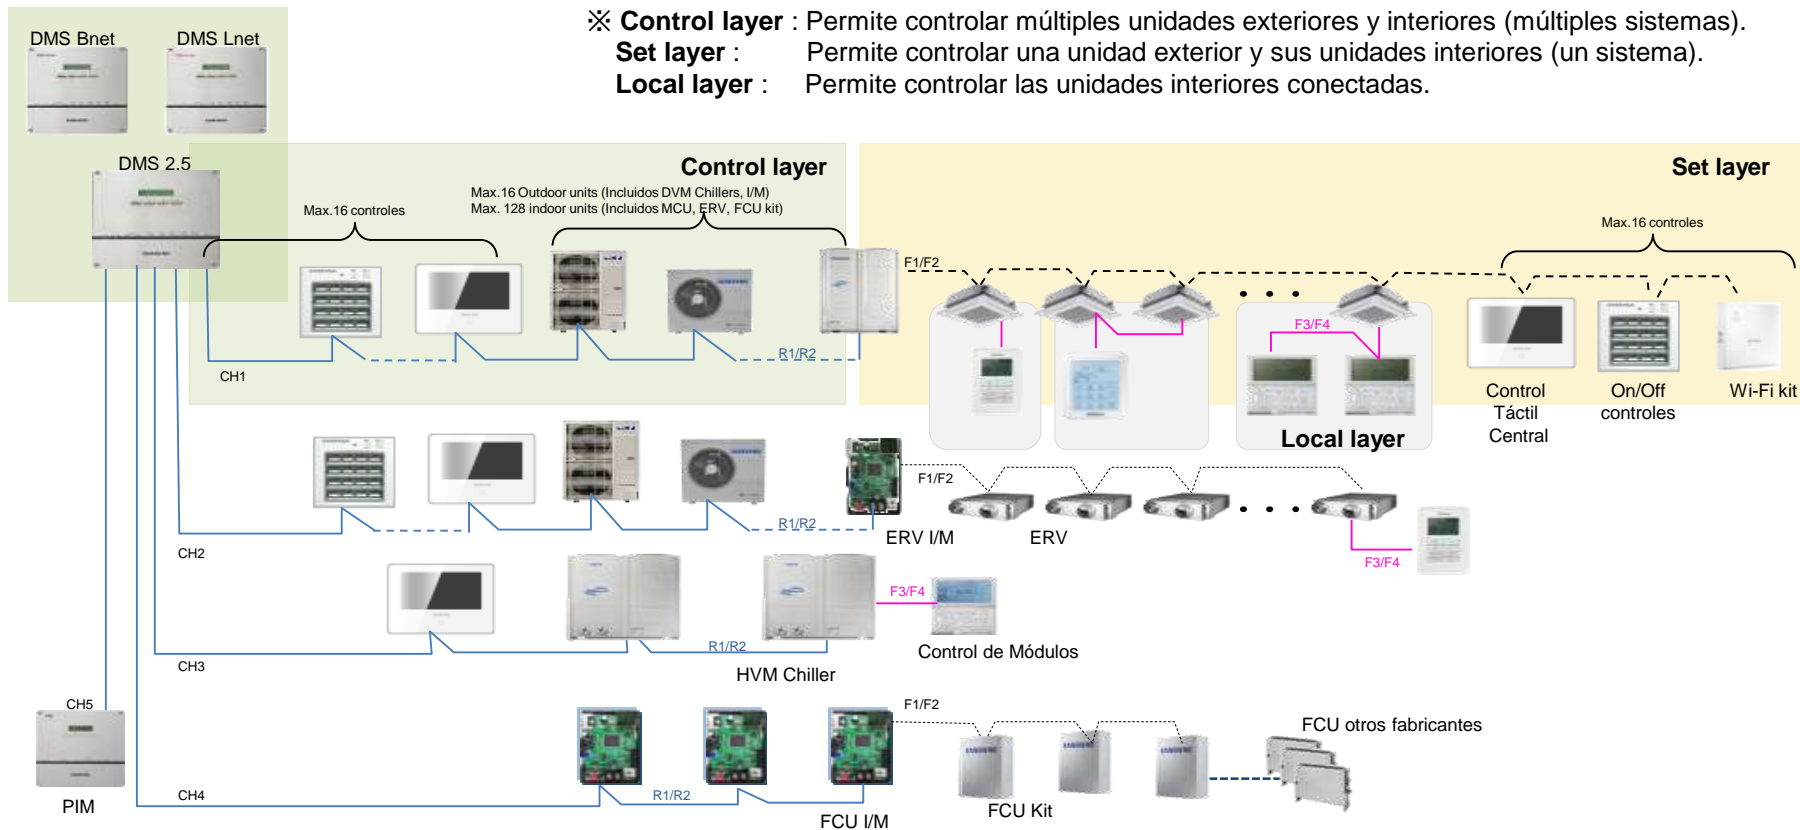 ※ Control layer : Permite controlar múltiples unidades exteriores y interiores (múltiples sistemas).
Set layer : Permite controlar una unidad exterior y sus unidades interiores (un sistema).
Local layer : Permite controlar las unidades interiores conectadas.
DMS Bnet
DMS Lnet
DMS 2.5
Control layer
Set layer
Max.16 Outdoor units (Incluidos DVM Chillers, I/M)
Max. 128 indoor units (Incluidos MCU, ERV, FCU kit)
Max.16 controles
Max.16 controles
F1/F2
F3/F4
R1/R2
CH1
Control
Táctil
Central
On/Off
controles
Wi-Fi kit
Local layer
F1/F2
R1/R2
ERV I/M
ERV
CH2
F3/F4
F3/F4
R1/R2
Control de Módulos
CH3
HVM Chiller
CH5
F1/F2
FCU otros fabricantes
SAMSUNG
CH4
R1/R2
PIM
FCU Kit
FCU I/M